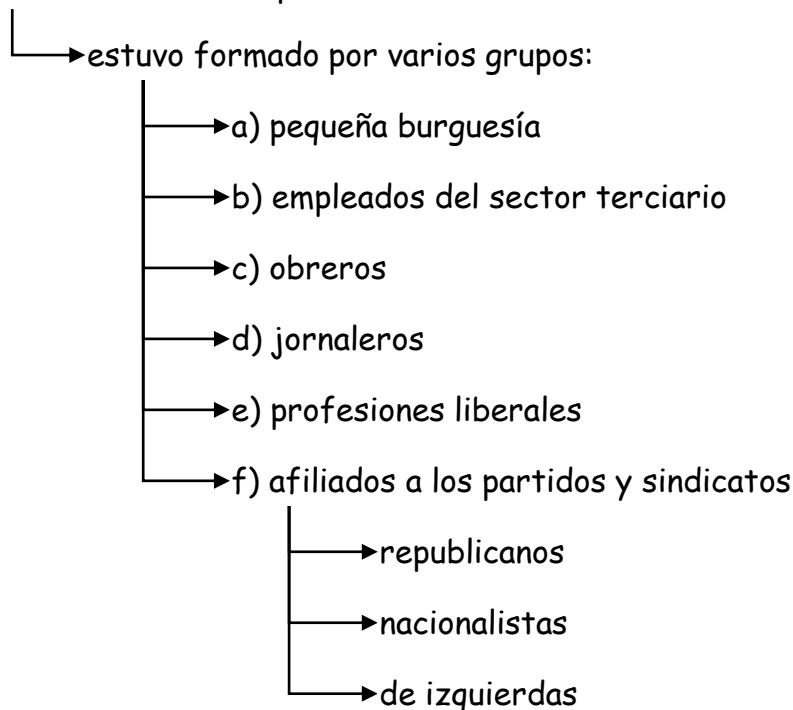 estuvo formado por varios grupos:
a) pequeña burguesía
b) empleados del sector terciario
c) obreros
d) jornaleros
e) profesiones liberales
f) afiliados a los partidos y sindicatos
republicanos
nacionalistas
de izquierdas